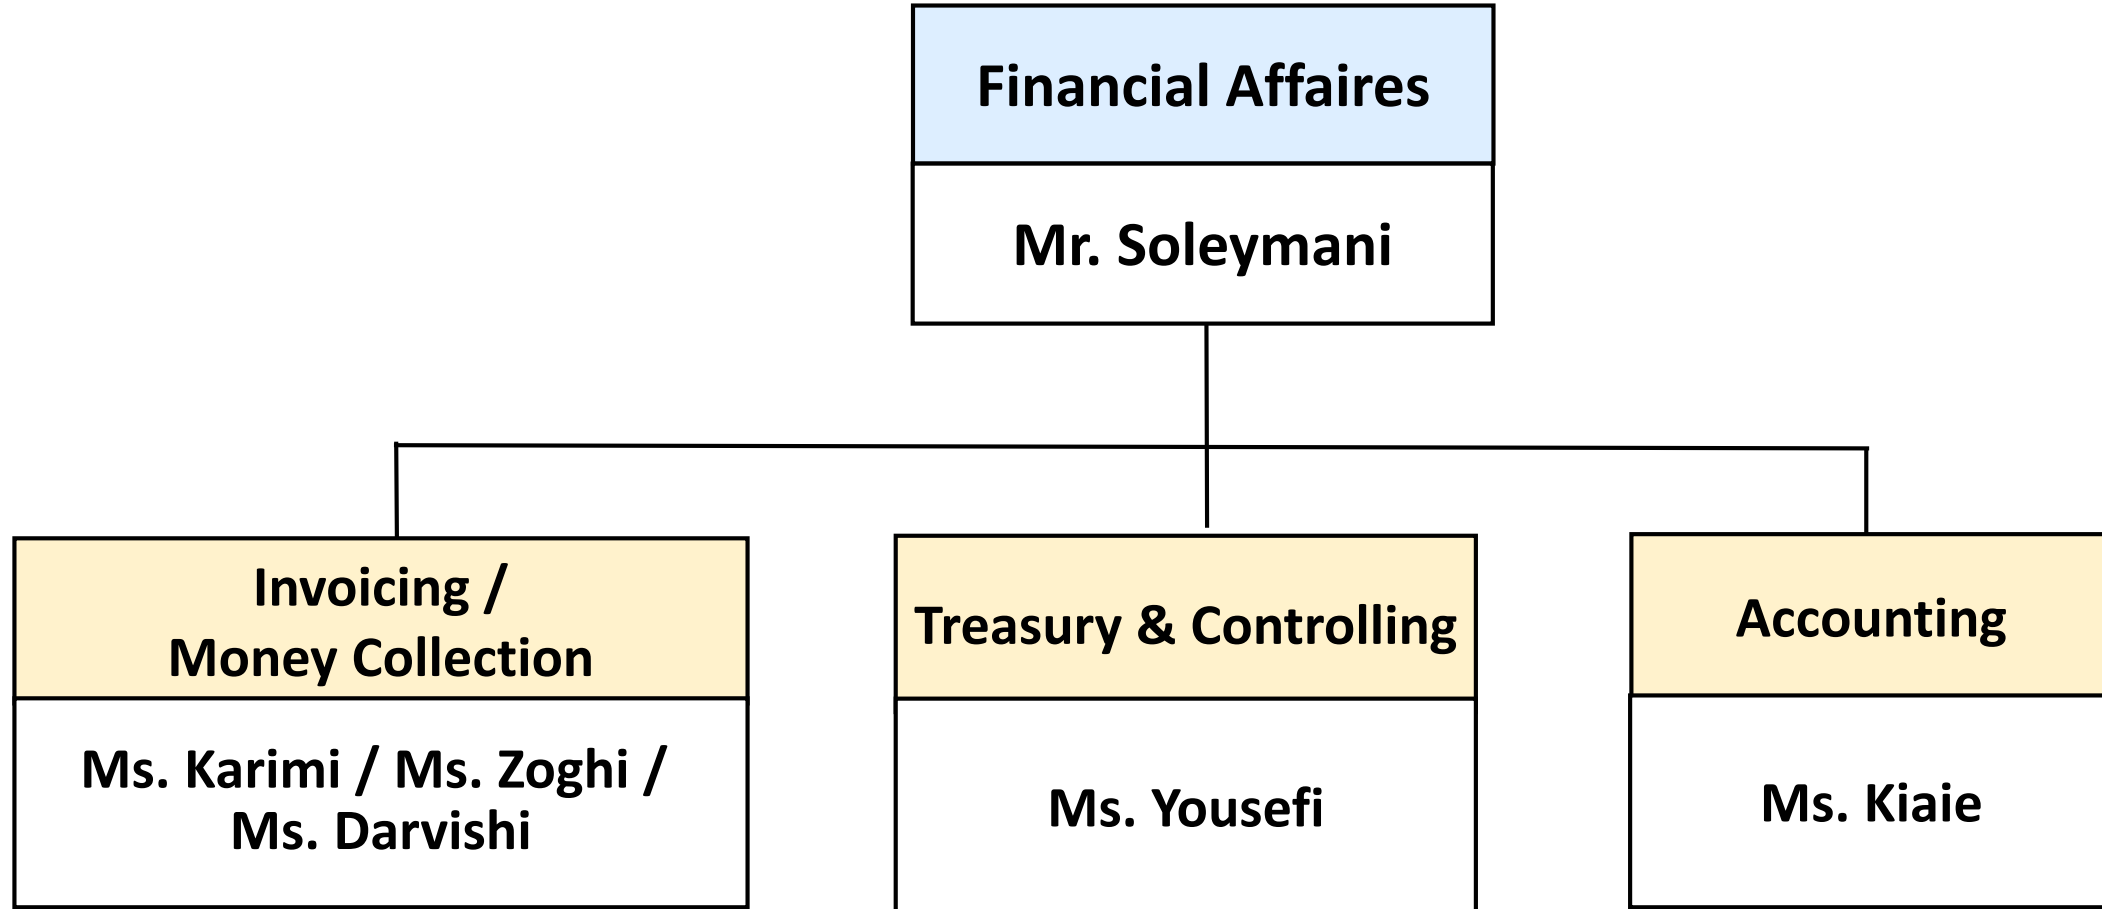 Financial Affaires
Mr. Soleymani
Invoicing /
Money Collection
Ms. Karimi / Ms. Zoghi /
Ms. Darvishi
Treasury & Controlling
Ms. Yousefi
Accounting
Ms. Kiaie